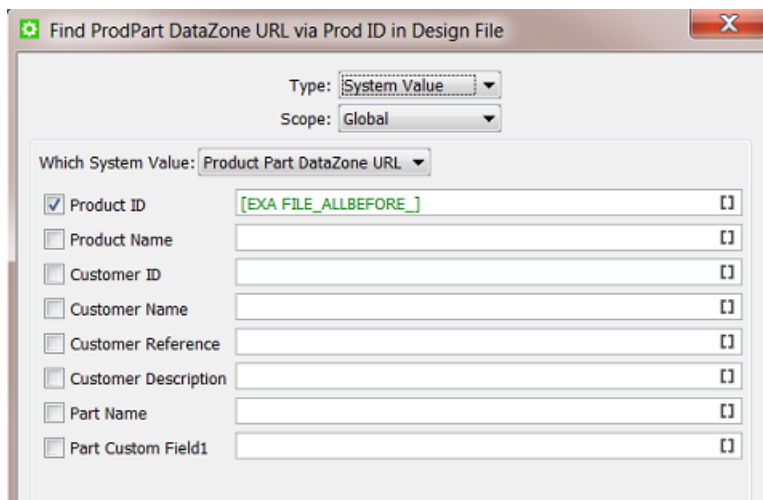 Find ProdPart DataZone URL via Prod ID in Design File
Type: System Value
Scope: Global
Which System Value: Product Part DataZone URL
Product ID [EXA FILE_ALLBEFORE_] []
Product Name []
Customer ID []
Customer Name []
Customer Reference []
Customer Description []
Part Name []
Part Custom Field1 []